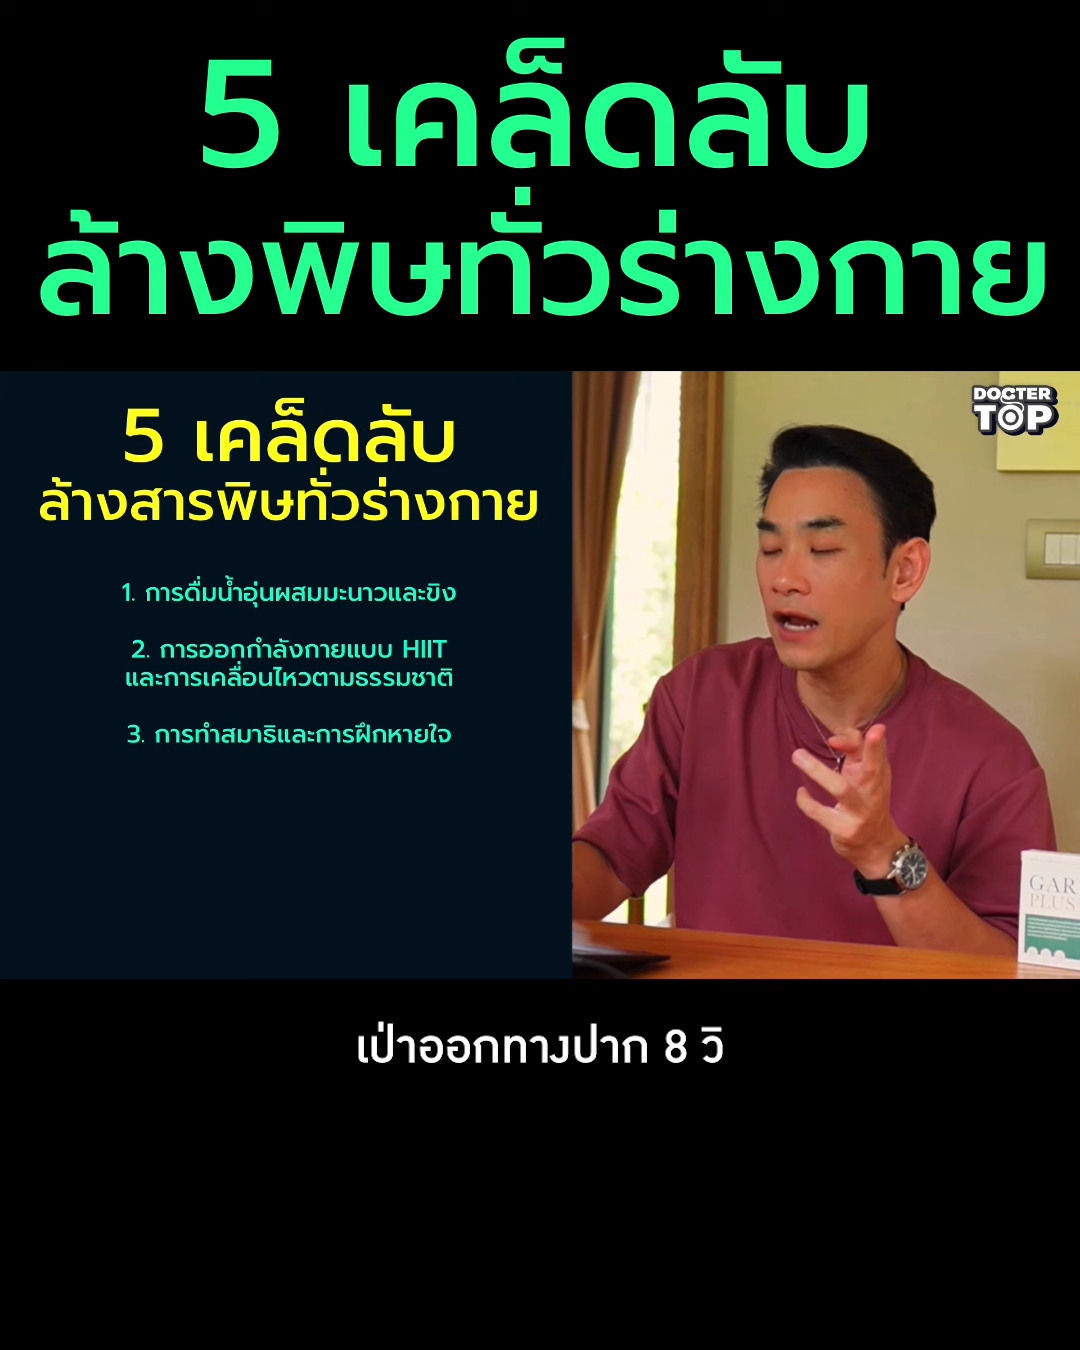 5 เคล็ดลับ
ล้างพิษทั่วร่างกาย
5 เคล็ดลับ
ล้างสารพิษทั่วร่างกาย
1. การดื่มน้ำอุ่นผสมมะนาวและขิง
2. การออกกำลังกายแบบ HIIT
และการเคลื่อนไหวตามธรรมชาติ
3. การทำสมาธิและการฝึกหายใจ
DOCTER
TOP
GAR
PLUS
เป่าออกทางปาก 8 วิ